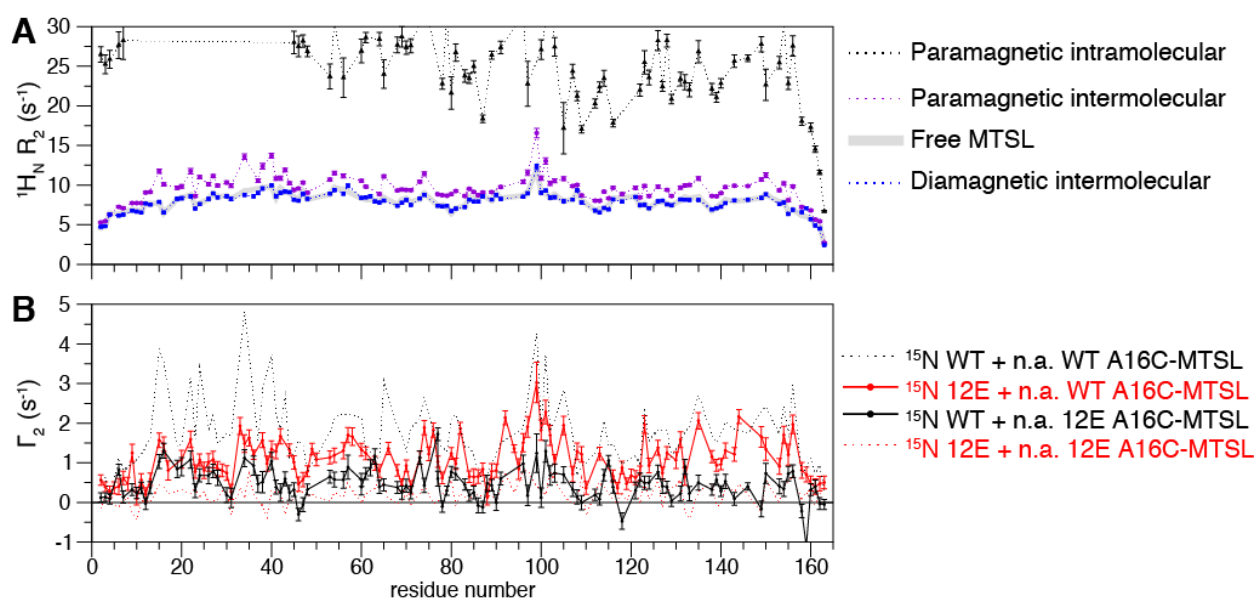 A
30
25
20
15
10
5
0
¹H_N R₂ (s⁻¹)
Paramagnetic intramolecular
Paramagnetic intermolecular
Free MTSL
Diamagnetic intermolecular
B
5
4
3
2
1
0
-1
Γ₂ (s⁻¹)
¹⁵N WT + n.a. WT A16C-MTSL
¹⁵N 12E + n.a. WT A16C-MTSL
¹⁵N WT + n.a. 12E A16C-MTSL
¹⁵N 12E + n.a. 12E A16C-MTSL
0 20 40 60 80 100 120 140 160
residue number